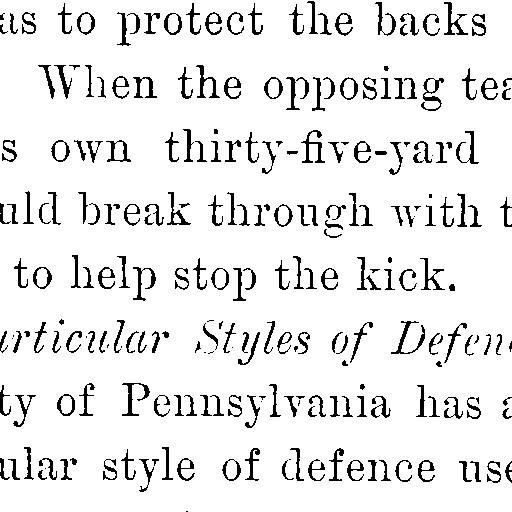 as to protect the backs
When the opposing tea
s own thirty-five-yard
uld break through with t
to help stop the kick.
articular Styles of Defen
ty of Pennsylvania has a
ular style of defence use